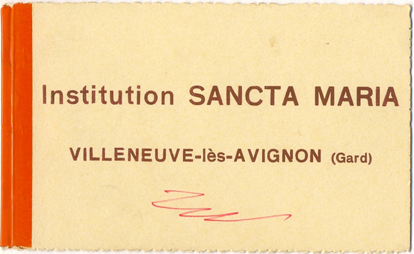 Institution SANCTA MARIA
VILLENEUVE-lès-AVIGNON (Gard)